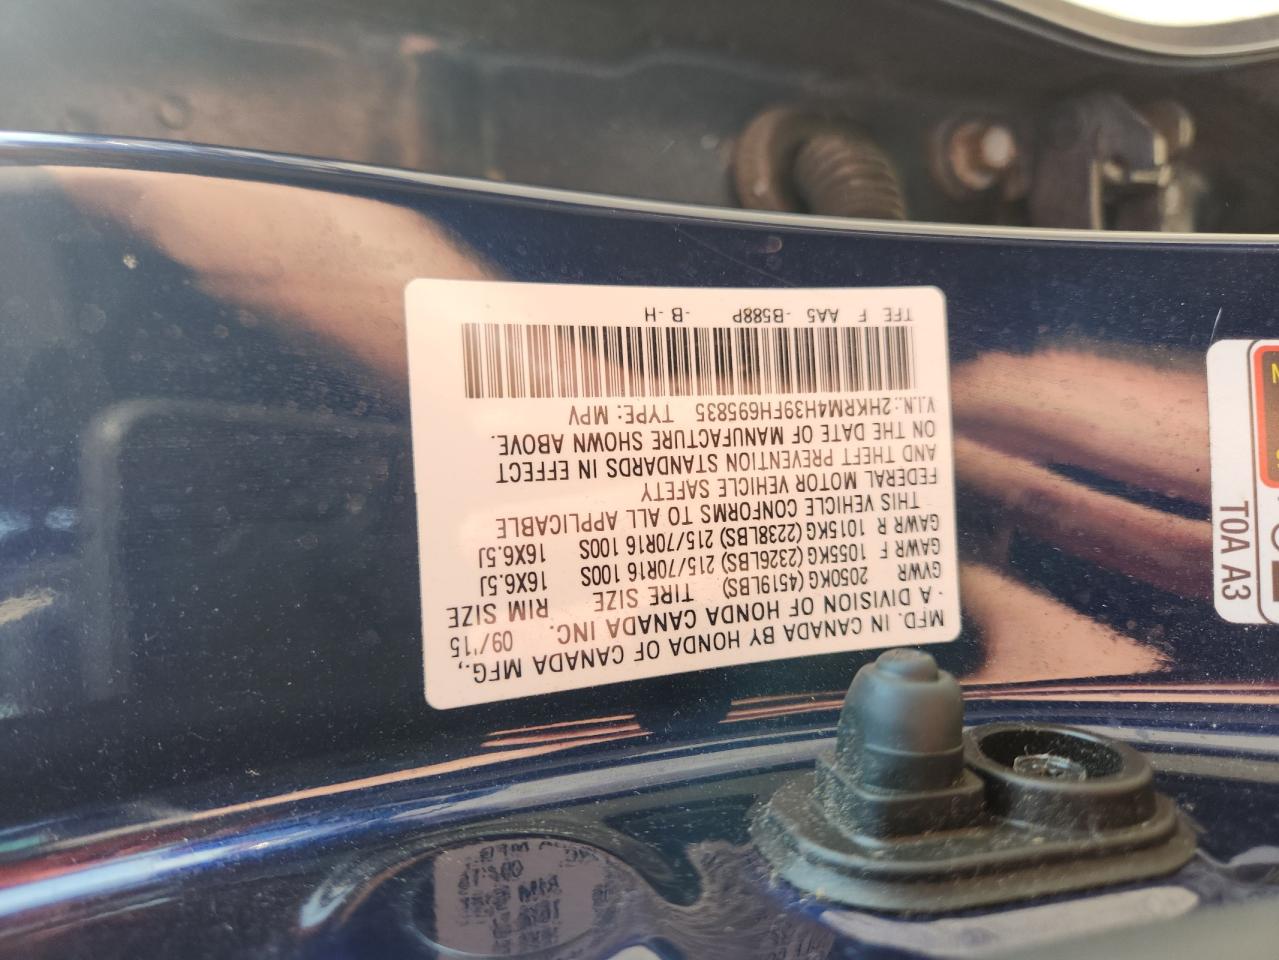 MFD. IN CANADA BY HONDA OF CANADA MFG.,
- A DIVISION OF HONDA CANADA INC. 09/'15
GVWR 2050KG (4519LBS) TIRE SIZE RIM SIZE
GAWR F 1055KG (2326LBS) 215/70R16 100S 16X6.5J
GAWR R 1015KG (2238LBS) 215/70R16 100S 16X6.5J
THIS VEHICLE CONFORMS TO ALL APPLICABLE
FEDERAL MOTOR VEHICLE SAFETY
AND THEFT PREVENTION STANDARDS IN EFFECT
ON THE DATE OF MANUFACTURE SHOWN ABOVE.
V.I.N.: 2HKRM4H39FH695835 TYPE: MPV
TFE F AA5 -B588P -B-H
T0A A3